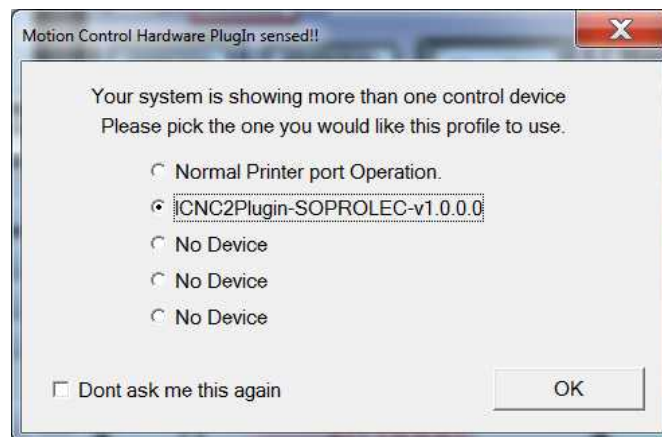 Motion Control Hardware PlugIn sensed!!
Your system is showing more than one control device
Please pick the one you would like this profile to use.
Normal Printer port Operation.
ICNC2Plugin-SOPROLEC-v1.0.0.0
No Device
No Device
No Device
Dont ask me this again
OK